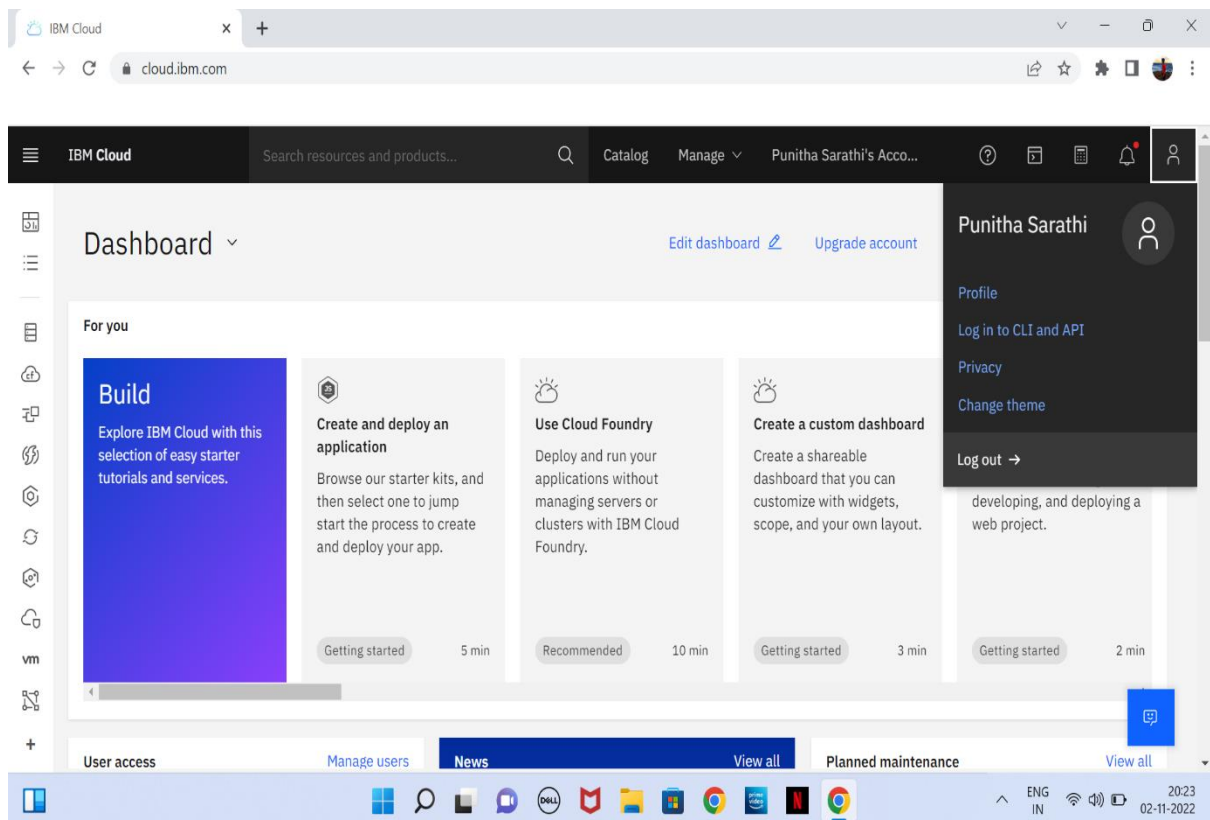 IBM Cloud
cloud.ibm.com
IBM Cloud
Search resources and products...
Catalog
Manage
Punitha Sarathi's Acco...
Punitha Sarathi
Profile
Log in to CLI and API
Privacy
Change theme
Log out →
Dashboard
Edit dashboard
Upgrade account
For you
Build
Explore IBM Cloud with this
selection of easy starter
tutorials and services.
JS
Create and deploy an
application
Browse our starter kits, and
then select one to jump
start the process to create
and deploy your app.
Getting started
5 min
Use Cloud Foundry
Deploy and run your
applications without
managing servers or
clusters with IBM Cloud
Foundry.
Recommended
10 min
Create a custom dashboard
Create a shareable
dashboard that you can
customize with widgets,
scope, and your own layout.
Getting started
3 min
developing, and deploying a
web project.
Getting started
2 min
cf
vm
User access
Manage users
News
View all
Planned maintenance
View all
DELL
prime
video
N
ENG
IN
20:23
02-11-2022